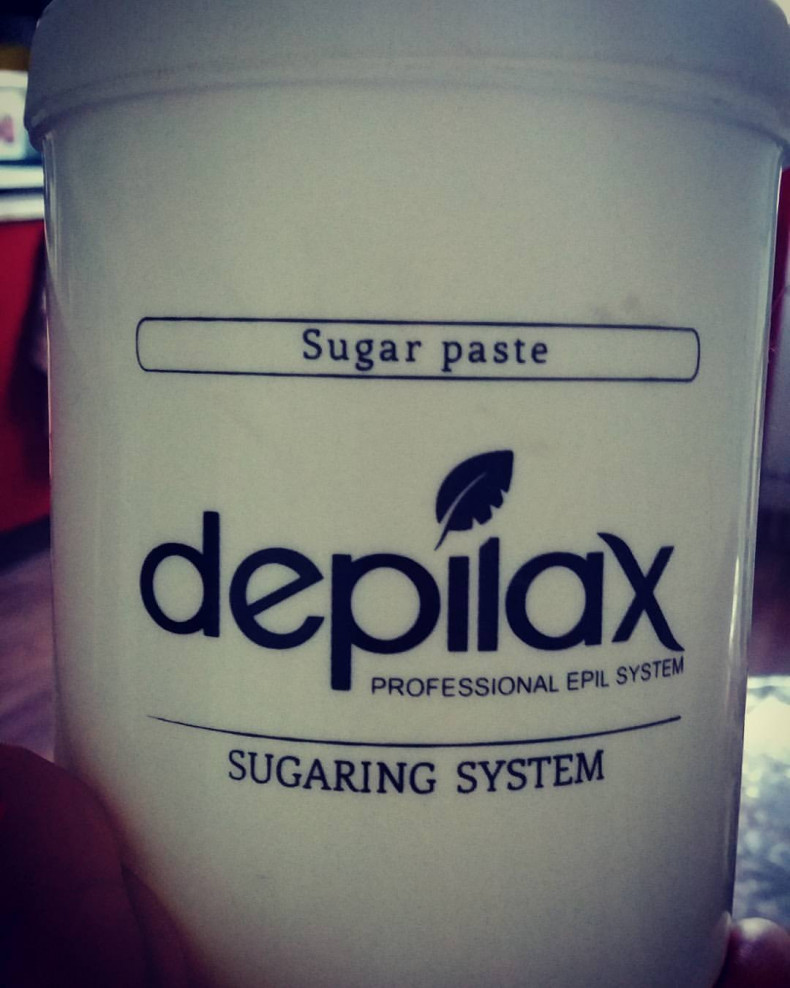 Sugar paste
depilax
PROFESSIONAL EPIL SYSTEM
SUGARING SYSTEM